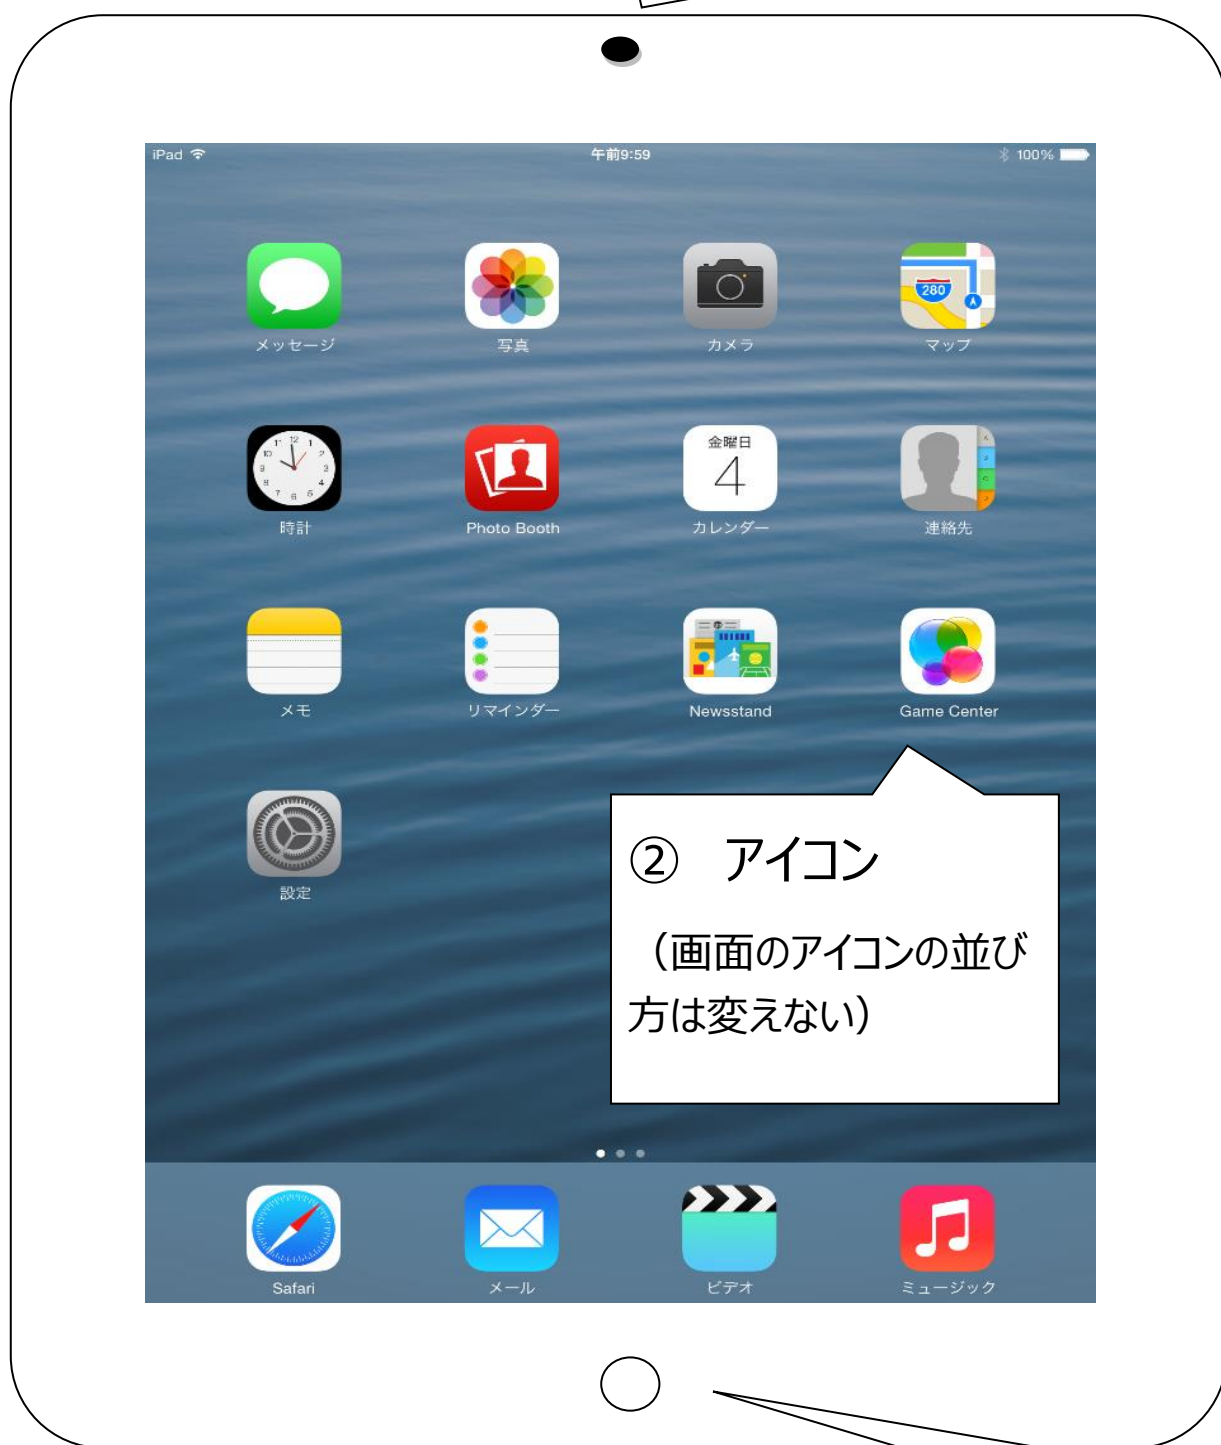 iPad 午前9:59 100%
280
メッセージ 写真 カメラ マップ
金曜日
4
時計 Photo Booth カレンダー 連絡先
メモ リマインダー Newsstand Game Center
設定
② アイコン
（画面のアイコンの並び
方は変えない）
Safari メール ビデオ ミュージック